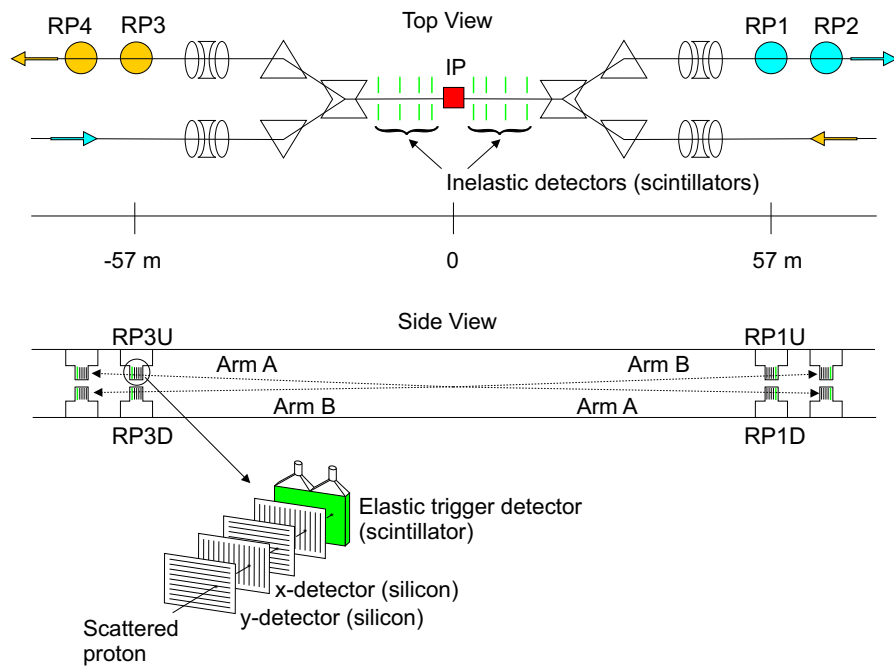 Top View
RP4 RP3 RP1 RP2
IP
Inelastic detectors (scintillators)
-57 m 0 57 m
Side View
RP3U RP1U
Arm A Arm B
Arm B Arm A
RP3D RP1D
Elastic trigger detector
(scintillator)
x-detector (silicon)
y-detector (silicon)
Scattered
proton